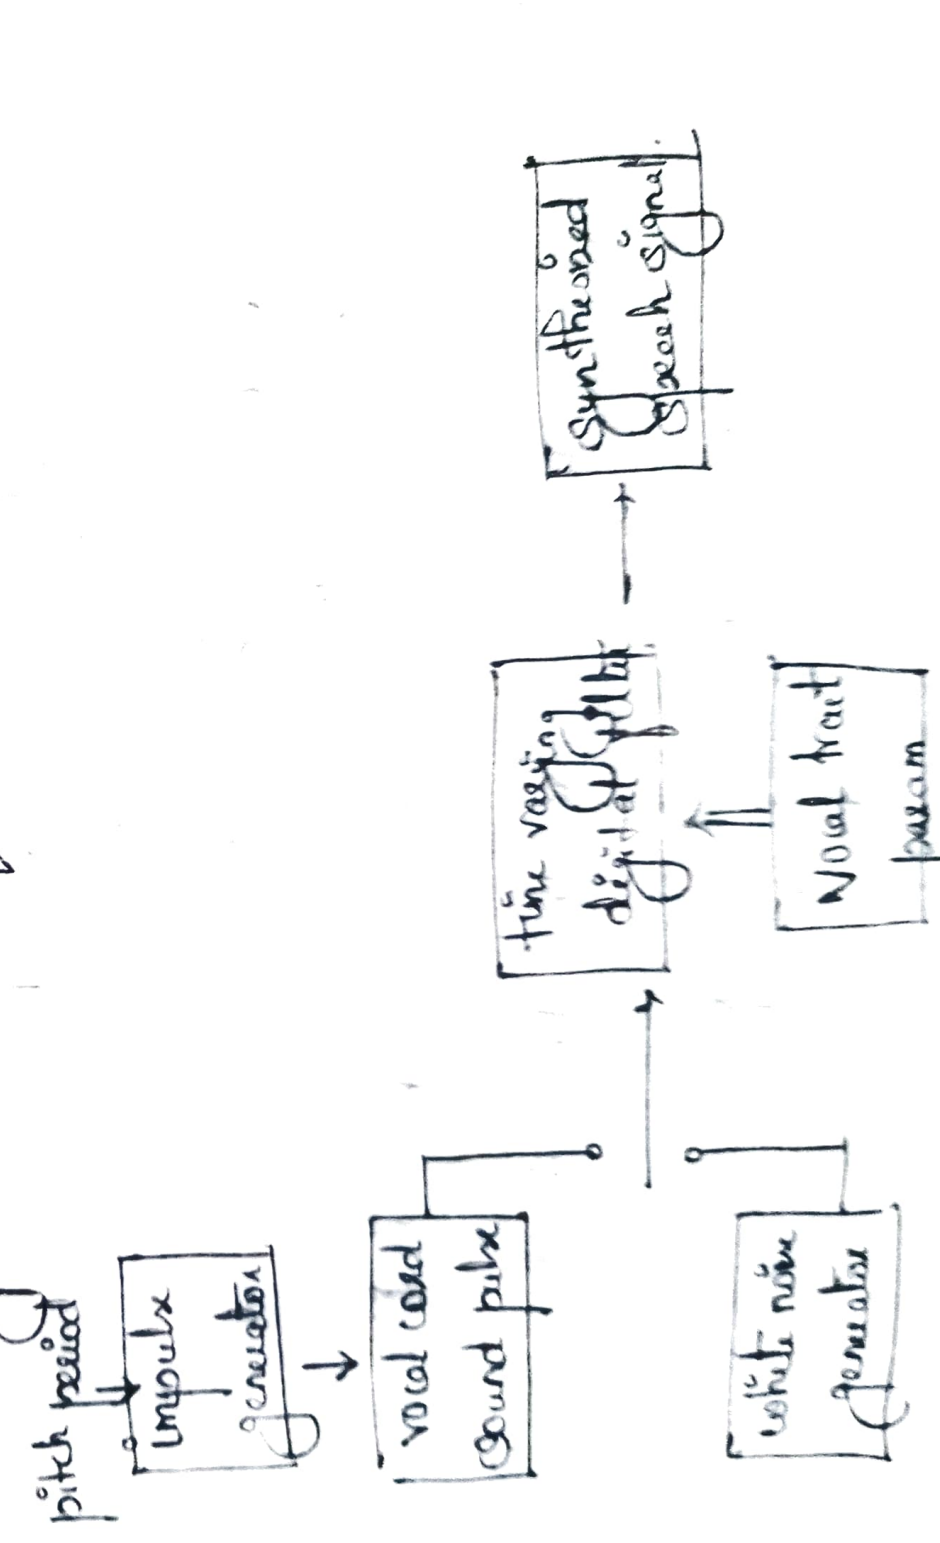 pitch period
Impulse
generator
vocal cord
sound pulse
white noise
generator
time varying
digital filter
Vocal tract
param
Synthesized
speech signal.